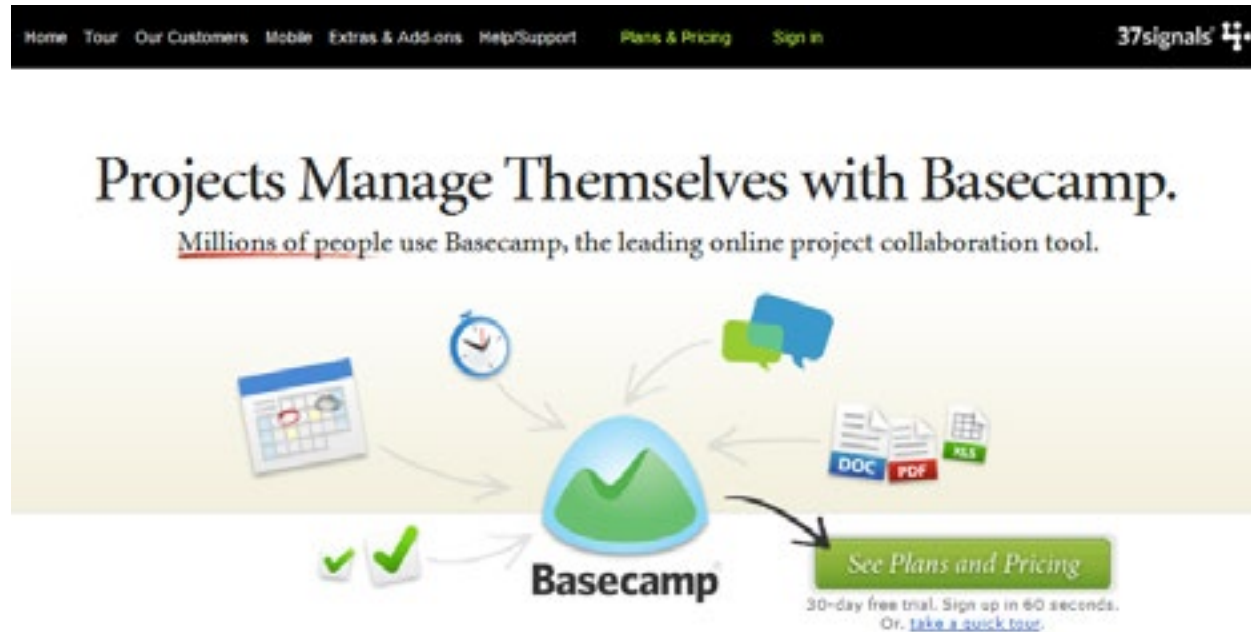 Home Tour Our Customers Mobile Extras & Add-ons Help/Support Plans & Pricing Sign in 37signals
Projects Manage Themselves with Basecamp.
Millions of people use Basecamp, the leading online project collaboration tool.
DOC PDF XLS
Basecamp
See Plans and Pricing
30-day free trial. Sign up in 60 seconds.
Or, take a quick tour.